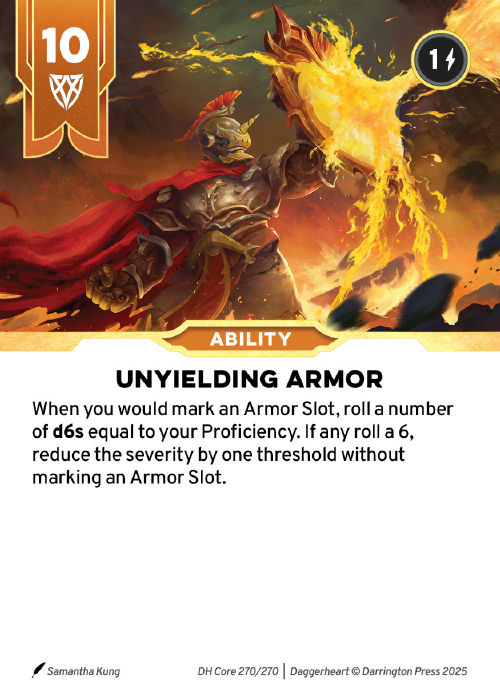 10
1
ABILITY
UNYIELDING ARMOR
When you would mark an Armor Slot, roll a number
of d6s equal to your Proficiency. If any roll a 6,
reduce the severity by one threshold without
marking an Armor Slot.
Samantha Kung
DH Core 270/270 | Daggerheart © Darrington Press 2025